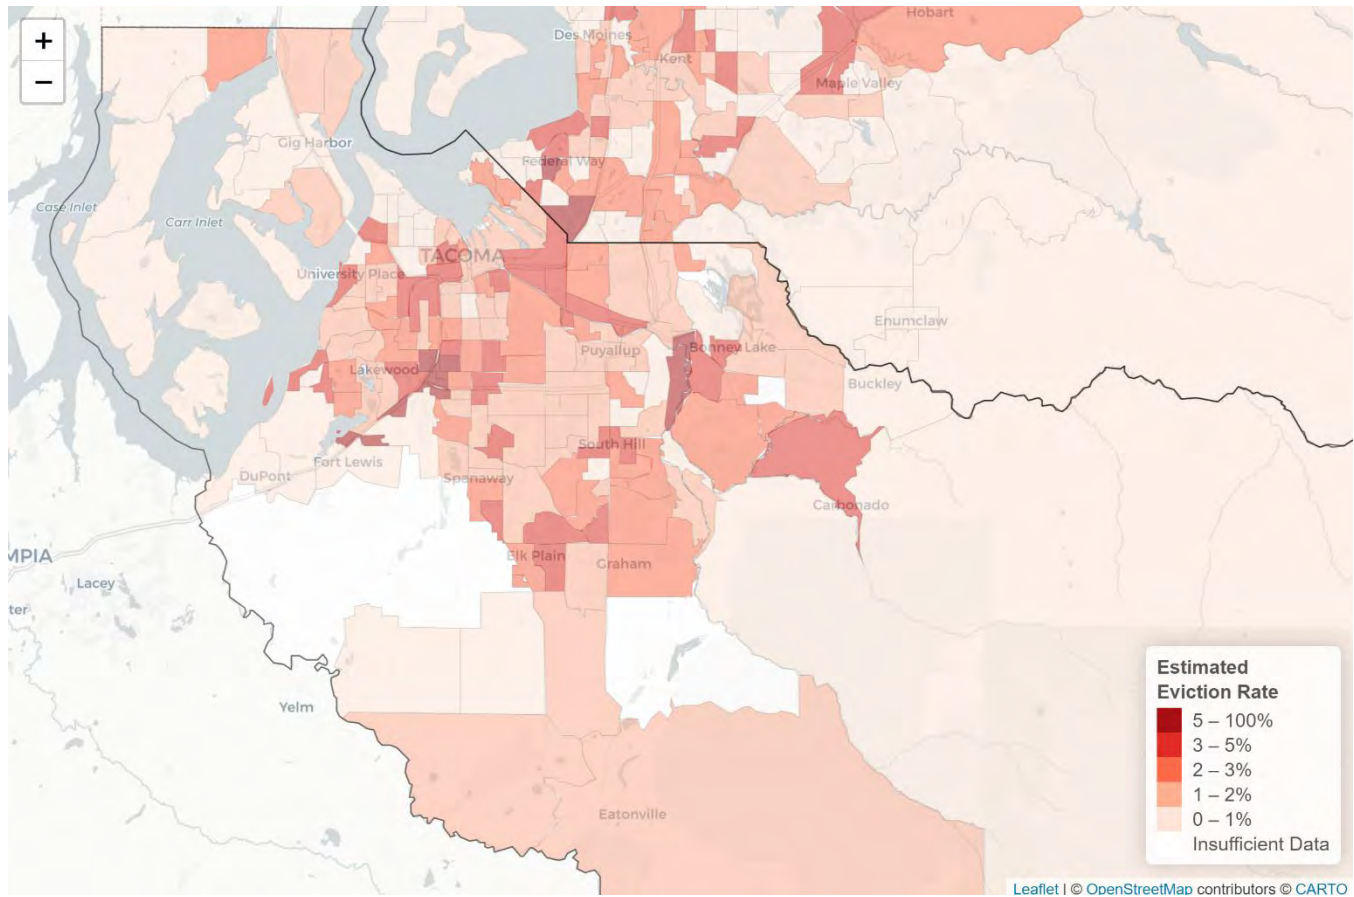 +
−
Hobart
Des Moines
Kent
Maple Valley
Gig Harbor
Federal Way
Case Inlet
Carr Inlet
TACOMA
University Place
Enumclaw
Puyallup
Bonney Lake
Lakewood
Buckley
South Hill
Fort Lewis
DuPont
Spanaway
Carbonado
MPIA
Elk Plain
Graham
Lacey
ter
Yelm
Eatonville
Estimated
Eviction Rate
5 – 100%
3 – 5%
2 – 3%
1 – 2%
0 – 1%
Insufficient Data
Leaflet | © OpenStreetMap contributors © CARTO